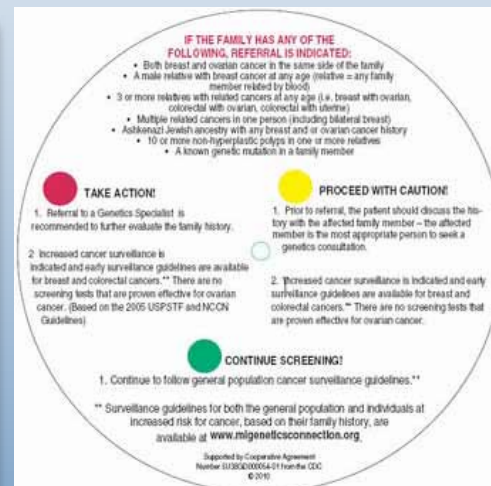 IF THE FAMILY HAS ANY OF THE
FOLLOWING, REFERRAL IS INDICATED:
• Both breast and ovarian cancer in the same side of the family
• A male relative with breast cancer at any age (relative = any family
member related by blood)
• 3 or more relatives with related cancers at any age (i.e. breast with ovarian,
colorectal with ovarian, colorectal with uterine)
• Multiple related cancers in one person (including bilateral breast)
• Ashkenazi Jewish ancestry with any breast and or ovarian cancer history
• 10 or more non-hyperplastic polyps in one or more relatives
• A known genetic mutation in a family member
TAKE ACTION!
1. Referral to a Genetics Specialist is
recommended to further evaluate the family history.
2 Increased cancer surveillance is
indicated and early surveillance guidelines are available
for breast and colorectal cancers.** There are no
screening tests that are proven effective for ovarian
cancer. (Based on the 2005 USPSTF and NCCN
Guidelines)
PROCEED WITH CAUTION!
1. Prior to referral, the patient should discuss the his-
tory with the affected family member – the affected
member is the most appropriate person to seek a
genetics consultation.
2. Increased cancer surveillance is indicated and early
surveillance guidelines are available for breast and
colorectal cancers.** There are no screening tests that
are proven effective for ovarian cancer.
CONTINUE SCREENING!
1. Continue to follow general population cancer surveillance guidelines.**
** Surveillance guidelines for both the general population and individuals at
increased risk for cancer, based on their family history, are
available at www.migeneticsconnection.org.
Supported by Cooperative Agreement
Number from the CDC
© 2010